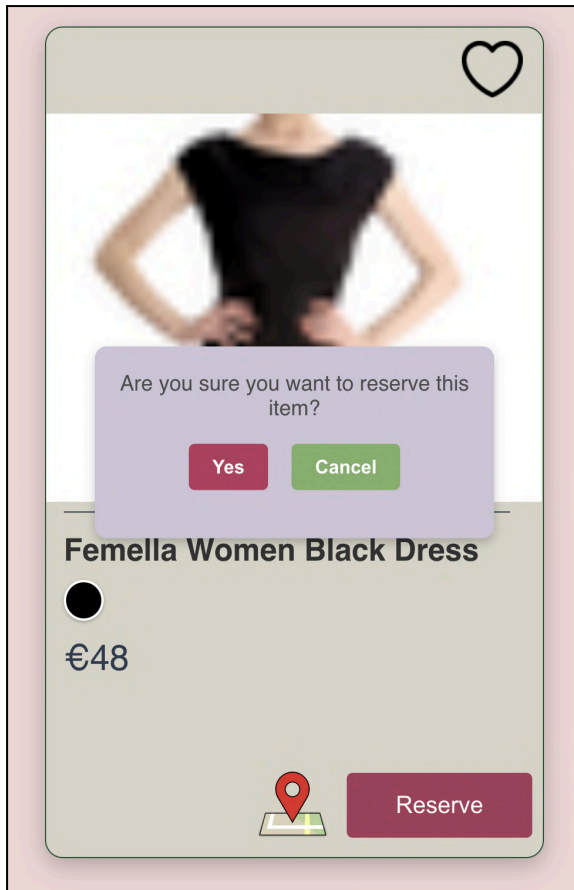 Are you sure you want to reserve this
item?
Yes
Cancel
Femella Women Black Dress
€48
Reserve